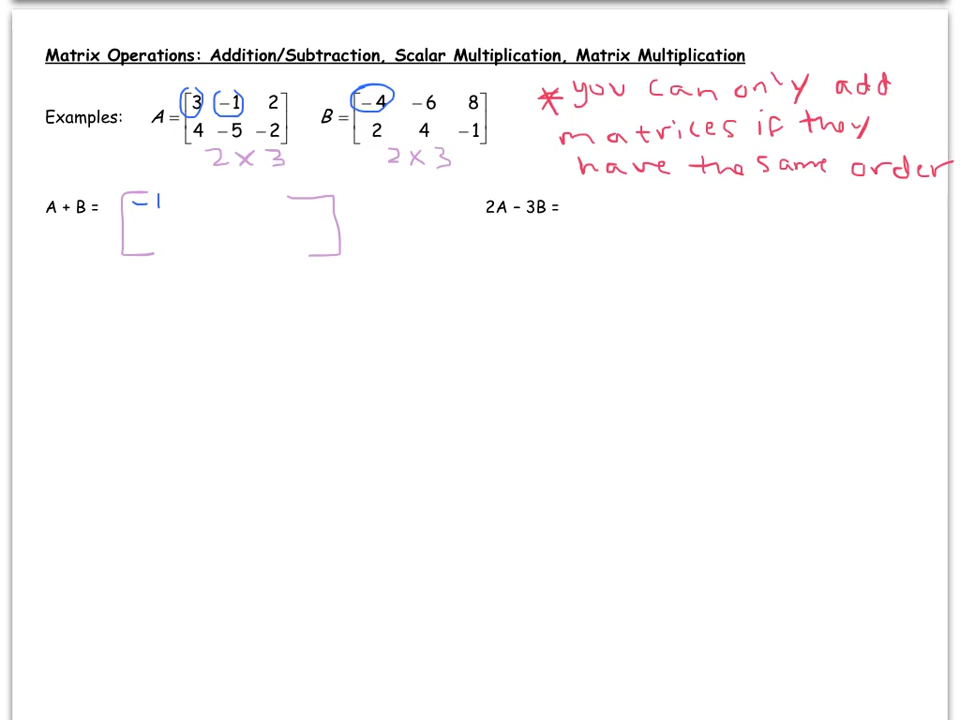 Matrix Operations: Addition/Subtraction, Scalar Multiplication, Matrix Multiplication
Examples: A = [3 −1 2
4 −5 −2] B = [−4 −6 8
2 4 −1]
2 × 3 2 × 3
* you can only add
matrices if they
have the same order
A + B = [−1 ] 2A − 3B =